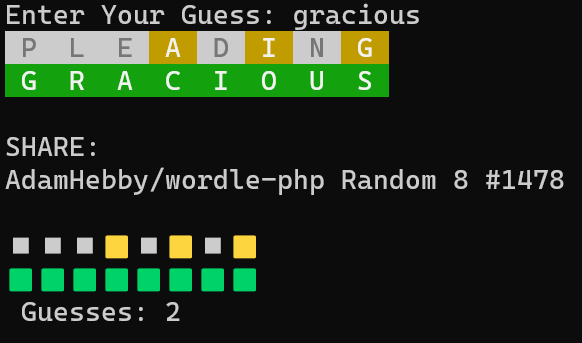 Enter Your Guess: gracious
P L E A D I N G
G R A C I O U S
SHARE:
AdamHebby/wordle-php Random 8 #1478
Guesses: 2